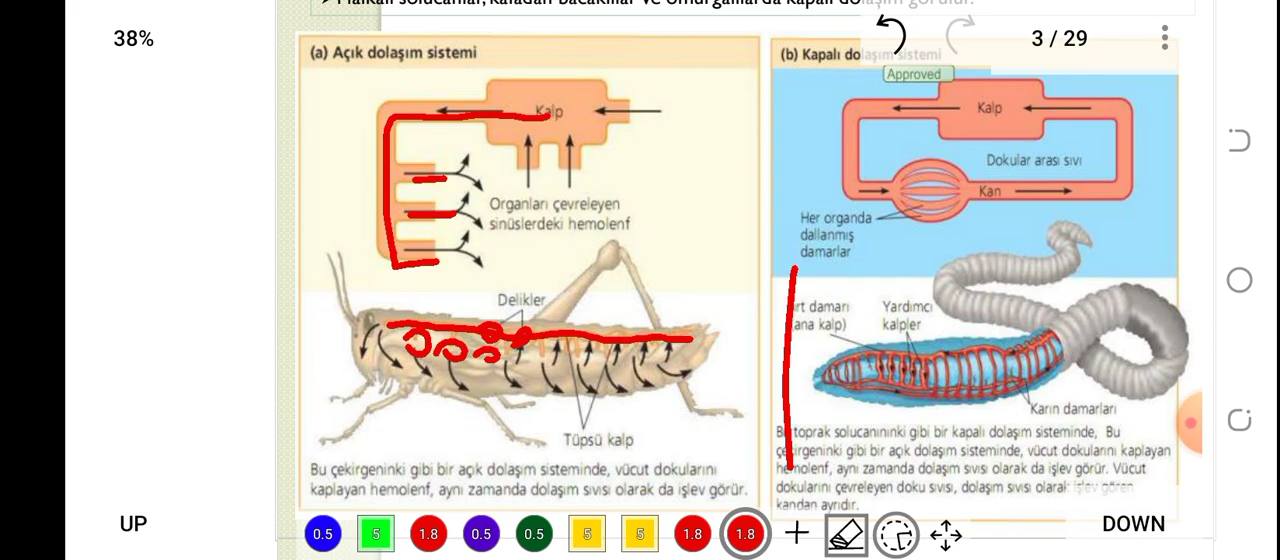 38%
3 / 29
(a) Açık dolaşım sistemi
Kalp
Organları çevreleyen
sinüslerdeki hemolenf
Delikler
Tüpsü kalp
Bu çekirgeninki gibi bir açık dolaşım sisteminde, vücut dokularını
kaplayan hemolenf, aynı zamanda dolaşım sıvısı olarak da işlev görür.
(b) Kapalı dolaşım sistemi
Approved
Kalp
Dokular arası sıvı
Kan
Her organda
dallanmış
damarlar
damarı
(ana kalp)
Yardımcı
kalpler
Karın damarları
toprak solucanınınki gibi bir kapalı dolaşım sisteminde, Bu
çekirgeninki gibi bir açık dolaşım sisteminde, vücut dokularını kaplayan
hemolenf, aynı zamanda dolaşım sıvısı olarak da işlev görür. Vücut
dokularını çevreleyen doku sıvısı, dolaşım sıvısı olarak işlev gören
kandan ayrıdır.
UP
0.5
5
1.8
0.5
0.5
5
5
1.8
1.8
DOWN